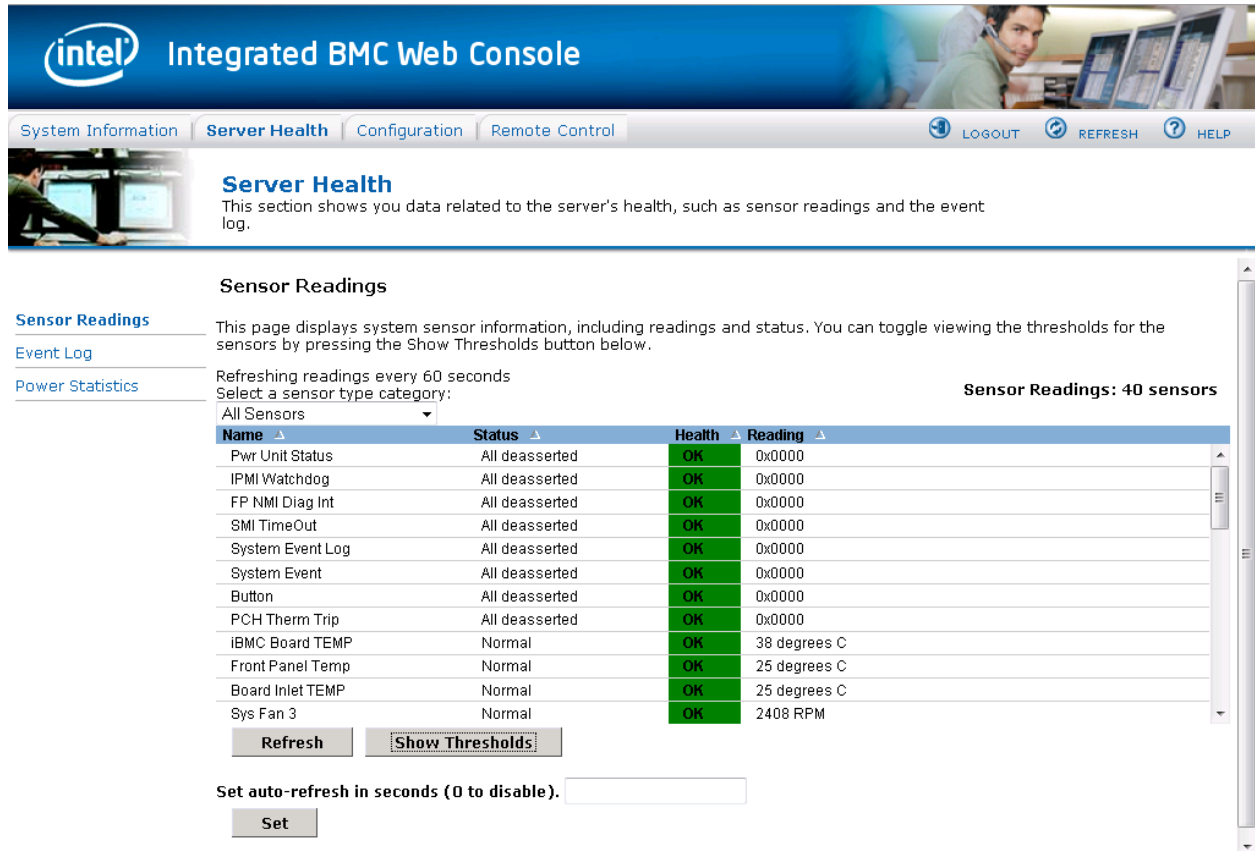 intel Integrated BMC Web Console
System Information Server Health Configuration Remote Control LOGOUT REFRESH HELP
Server Health
This section shows you data related to the server's health, such as sensor readings and the event
log.
Sensor Readings
Event Log
Power Statistics
Sensor Readings
This page displays system sensor information, including readings and status. You can toggle viewing the thresholds for the
sensors by pressing the Show Thresholds button below.
Refreshing readings every 60 seconds
Select a sensor type category:
Sensor Readings: 40 sensors
All Sensors
Name Status Health Reading
Pwr Unit Status All deasserted OK 0x0000
IPMI Watchdog All deasserted OK 0x0000
FP NMI Diag Int All deasserted OK 0x0000
SMI TimeOut All deasserted OK 0x0000
System Event Log All deasserted OK 0x0000
System Event All deasserted OK 0x0000
Button All deasserted OK 0x0000
PCH Therm Trip All deasserted OK 0x0000
iBMC Board TEMP Normal OK 38 degrees C
Front Panel Temp Normal OK 25 degrees C
Board Inlet TEMP Normal OK 25 degrees C
Sys Fan 3 Normal OK 2408 RPM
Refresh Show Thresholds
Set auto-refresh in seconds (0 to disable).
Set